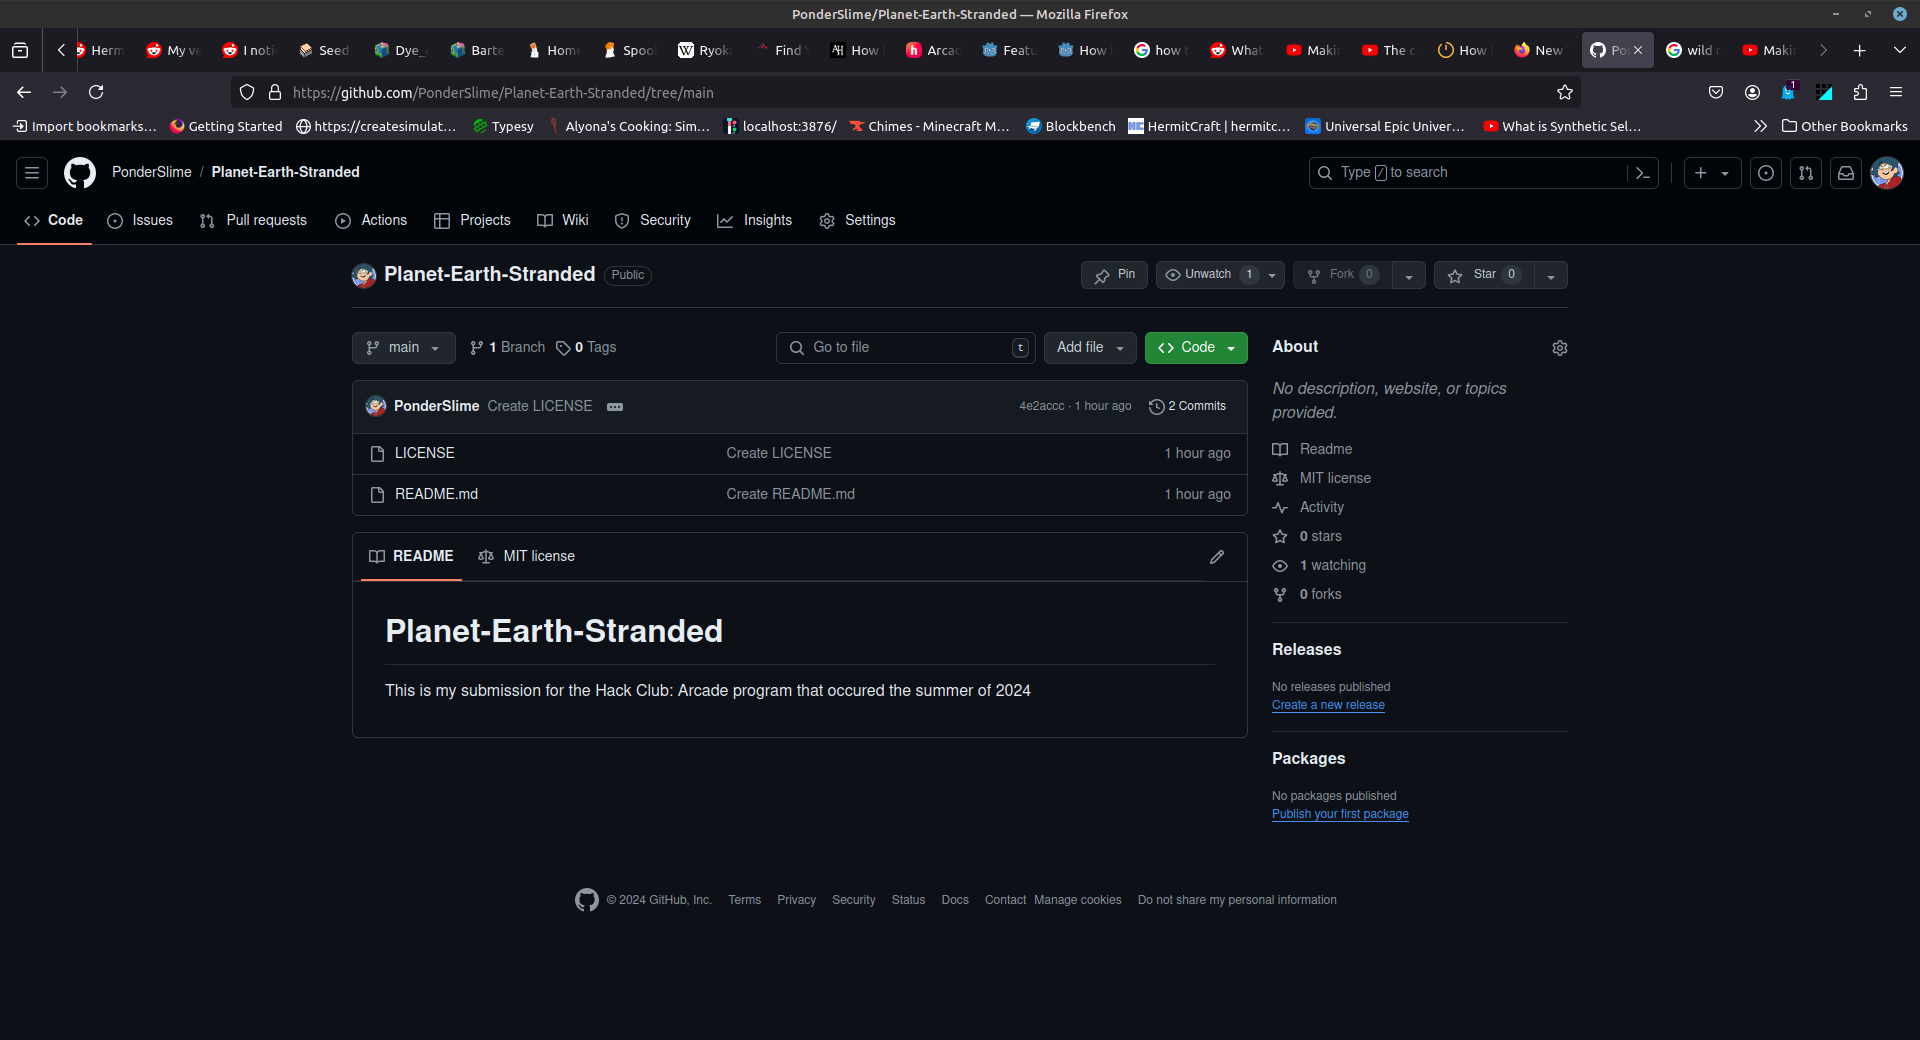 PonderSlime/Planet-Earth-Stranded — Mozilla Firefox
Herm My ve I noti Seed Dye_ Barte Home Spoo Ryok Find How Arcad Featu How how t What Makin The c How New Po wild Makin
https://github.com/PonderSlime/Planet-Earth-Stranded/tree/main 1
Import bookmarks... Getting Started https://createsimulat... Typesy Alyona's Cooking: Sim... localhost:3876/ Chimes - Minecraft M... Blockbench HermitCraft | hermitc... Universal Epic Univer... What is Synthetic Sel... Other Bookmarks
PonderSlime / Planet-Earth-Stranded Type / to search
Code Issues Pull requests Actions Projects Wiki Security Insights Settings
Planet-Earth-Stranded Public Pin Unwatch 1 Fork 0 Star 0
main 1 Branch 0 Tags Go to file t Add file Code
PonderSlime Create LICENSE 4e2accc · 1 hour ago 2 Commits
LICENSE Create LICENSE 1 hour ago
README.md Create README.md 1 hour ago
README MIT license
Planet-Earth-Stranded
This is my submission for the Hack Club: Arcade program that occured the summer of 2024
About
No description, website, or topics
provided.
Readme
MIT license
Activity
0 stars
1 watching
0 forks
Releases
No releases published
Create a new release
Packages
No packages published
Publish your first package
© 2024 GitHub, Inc. Terms Privacy Security Status Docs Contact Manage cookies Do not share my personal information